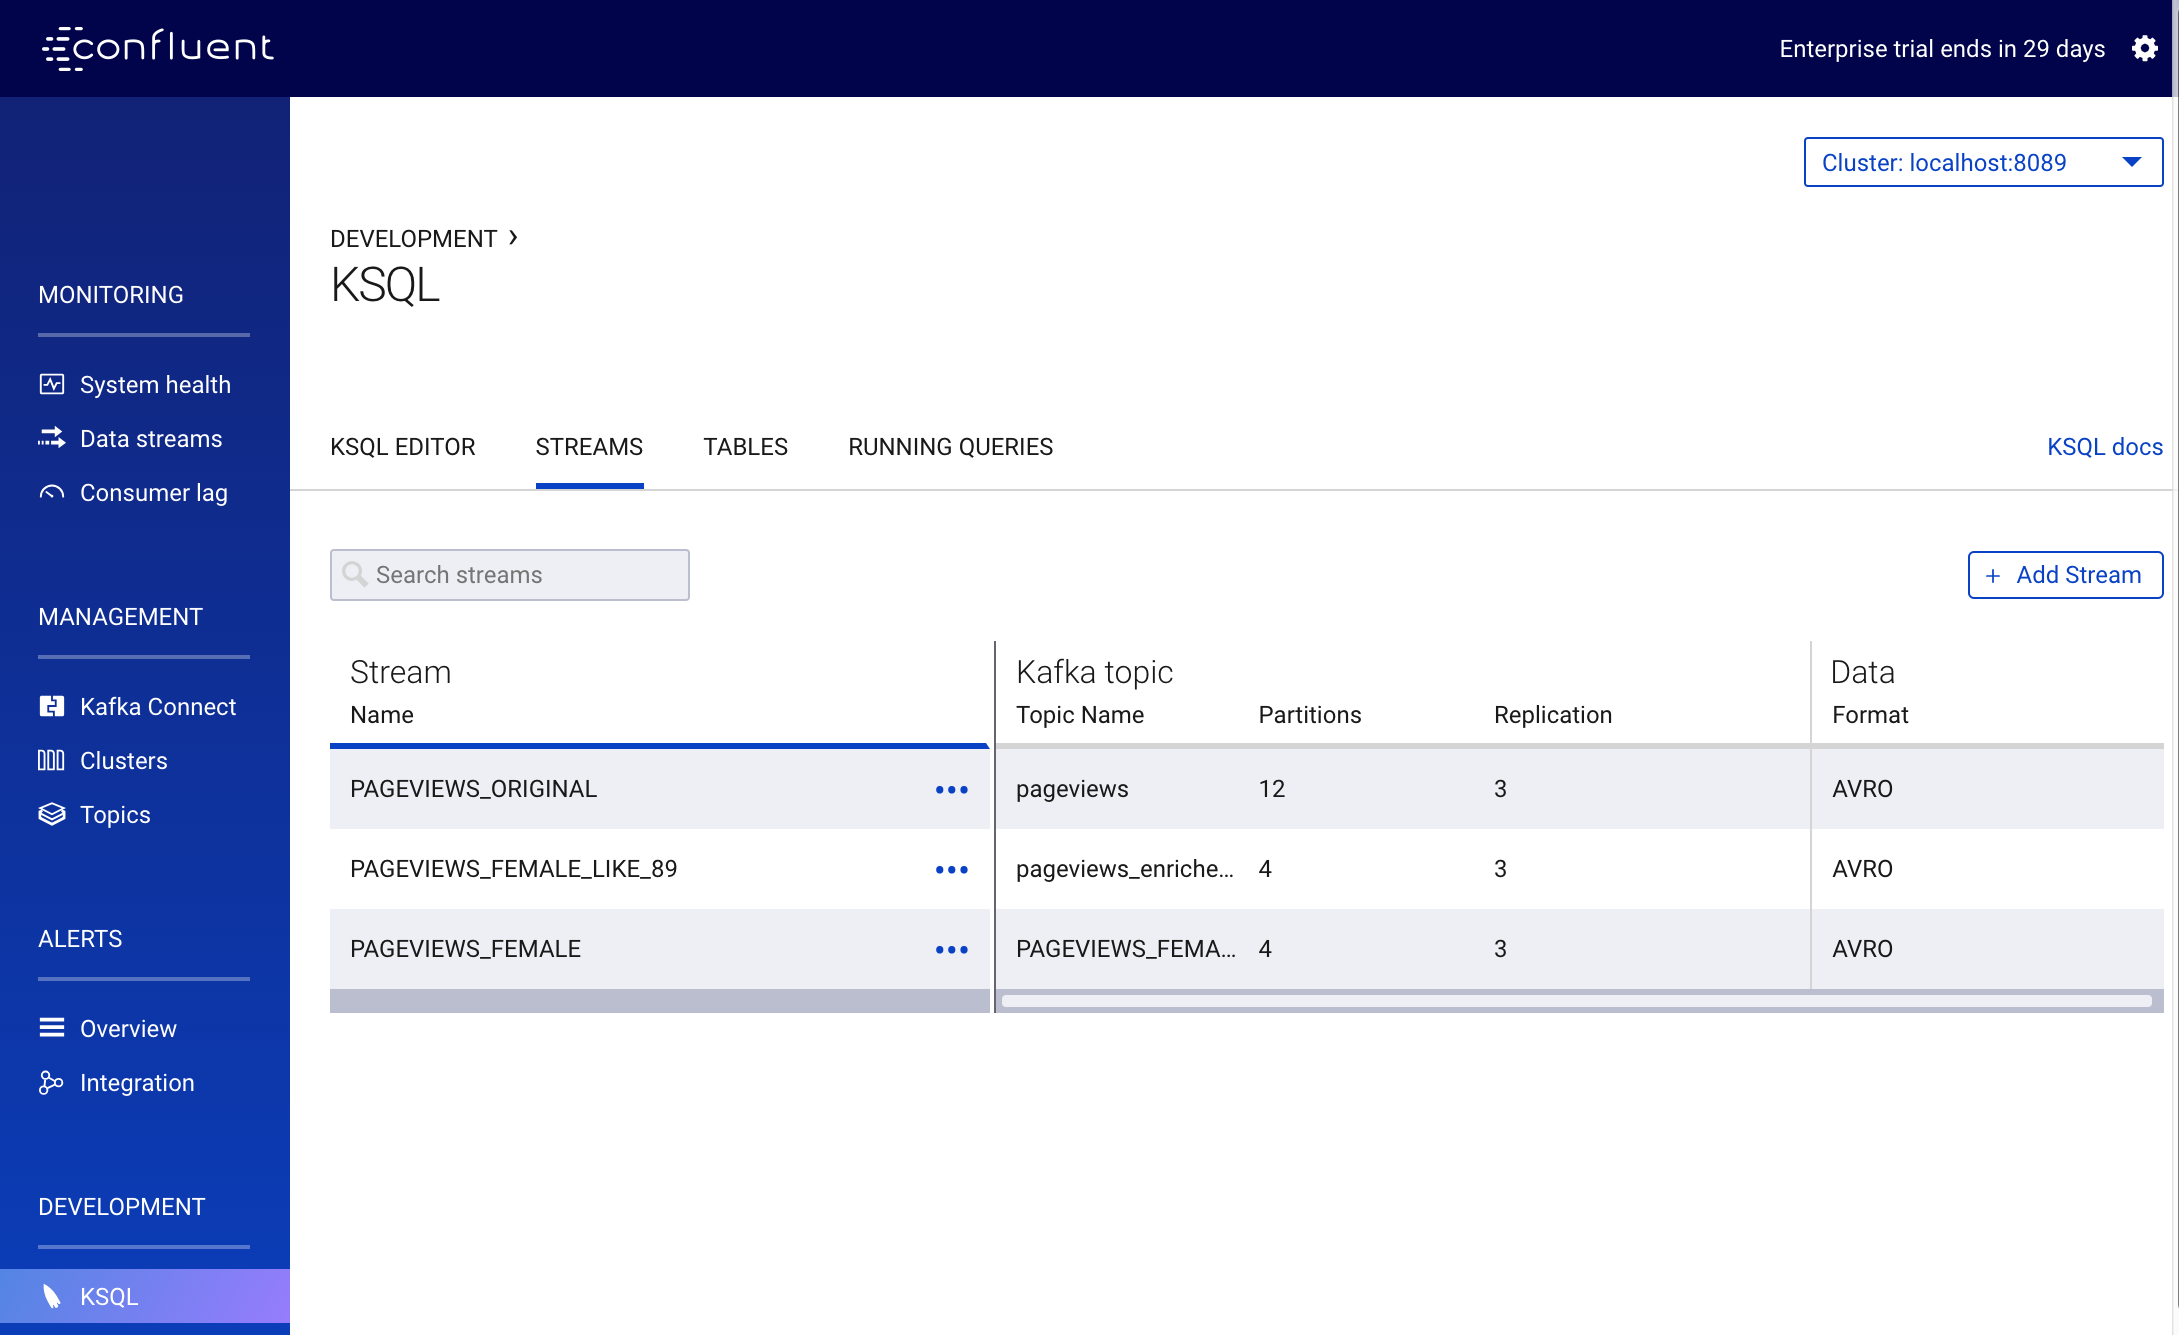 confluent
Enterprise trial ends in 29 days
Cluster: localhost:8089
MONITORING
System health
Data streams
Consumer lag
MANAGEMENT
Kafka Connect
Clusters
Topics
ALERTS
Overview
Integration
DEVELOPMENT
KSQL
DEVELOPMENT ›
KSQL
KSQL EDITOR STREAMS TABLES RUNNING QUERIES KSQL docs
Search streams + Add Stream
Stream Kafka topic Data
Name Topic Name Partitions Replication Format
PAGEVIEWS_ORIGINAL ••• pageviews 12 3 AVRO
PAGEVIEWS_FEMALE_LIKE_89 ••• pageviews_enriche... 4 3 AVRO
PAGEVIEWS_FEMALE ••• PAGEVIEWS_FEMA... 4 3 AVRO